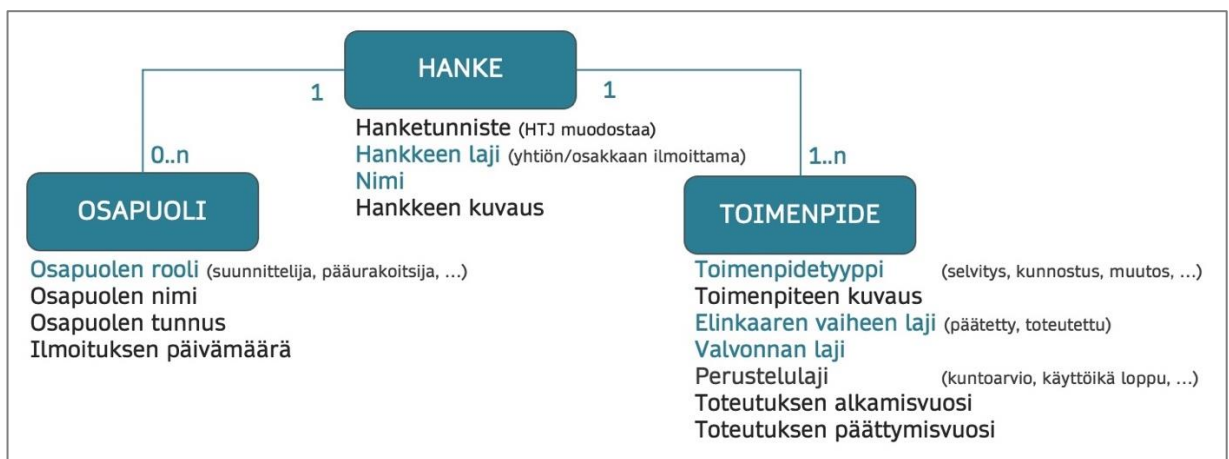 HANKE
1
1
Hanketunniste (HTJ muodostaa)
Hankkeen laji (yhtiön/osakkaan ilmoittama)
Nimi
Hankkeen kuvaus
0..n
OSAPUOLI
Osapuolen rooli (suunnittelija, pääurakoitsija, …)
Osapuolen nimi
Osapuolen tunnus
Ilmoituksen päivämäärä
1..n
TOIMENPIDE
Toimenpidetyyppi (selvitys, kunnostus, muutos, …)
Toimenpiteen kuvaus
Elinkaaren vaiheen laji (päätetty, toteutettu)
Valvonnan laji
Perustelulaji (kuntoarvio, käyttöikä loppu, …)
Toteutuksen alkamisvuosi
Toteutuksen päättymisvuosi